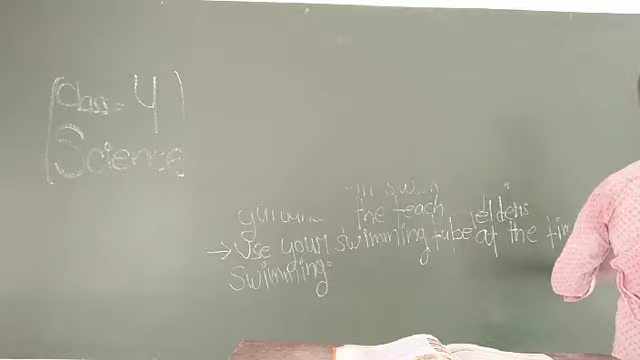 Class = 4
Science
the teach elders
→ Use your swimming tube at the
Swimming.